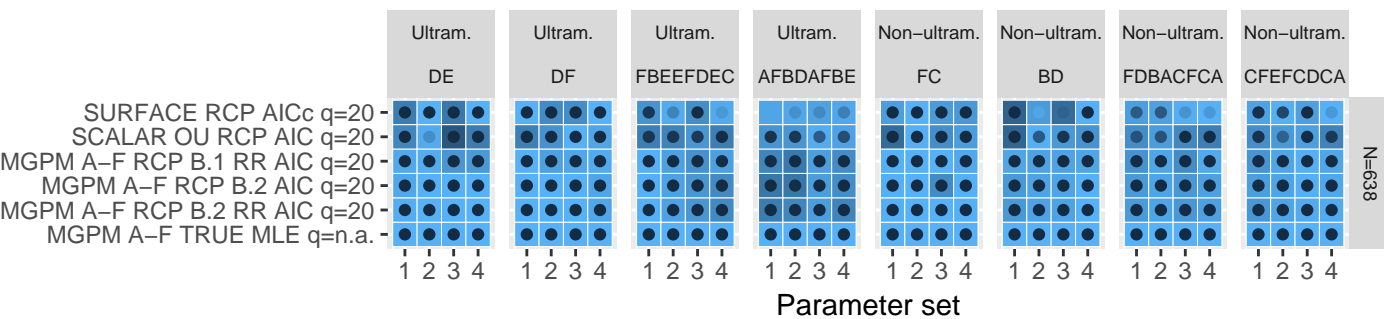 Ultram. Ultram. Ultram. Ultram. Non−ultram. Non−ultram. Non−ultram. Non−ultram.
DE DF FBEEFDEC AFBDAFBE FC BD FDBACFCA CFEFCDCA
SURFACE RCP AICc q=20
SCALAR OU RCP AIC q=20
MGPM A−F RCP B.1 RR AIC q=20
MGPM A−F RCP B.2 AIC q=20
MGPM A−F RCP B.2 RR AIC q=20
MGPM A−F TRUE MLE q=n.a.
N=638
1 2 3 4 1 2 3 4 1 2 3 4 1 2 3 4 1 2 3 4 1 2 3 4 1 2 3 4 1 2 3 4
Parameter set